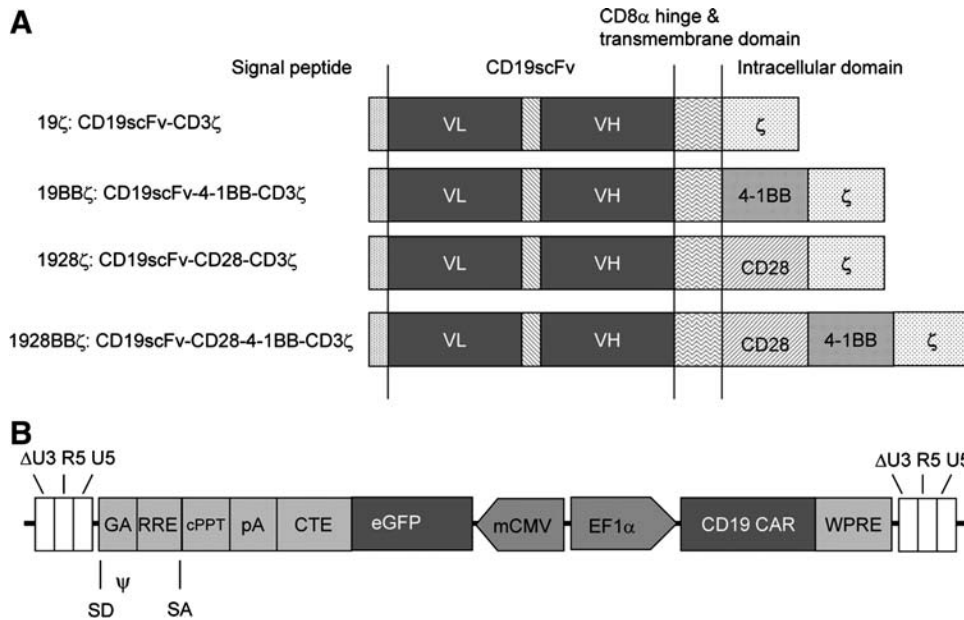 A
CD8α hinge &
transmembrane domain
Signal peptide
CD19scFv
Intracellular domain
19ζ: CD19scFv-CD3ζ
VL
VH
ζ
19BBζ: CD19scFv-4-1BB-CD3ζ
VL
VH
4-1BB
ζ
1928ζ: CD19scFv-CD28-CD3ζ
VL
VH
CD28
ζ
1928BBζ: CD19scFv-CD28-4-1BB-CD3ζ
VL
VH
CD28
4-1BB
ζ
B
ΔU3 R5 U5
ΔU3 R5 U5
GA
RRE
cPPT
pA
CTE
eGFP
mCMV
EF1α
CD19 CAR
WPRE
ψ
SD
SA